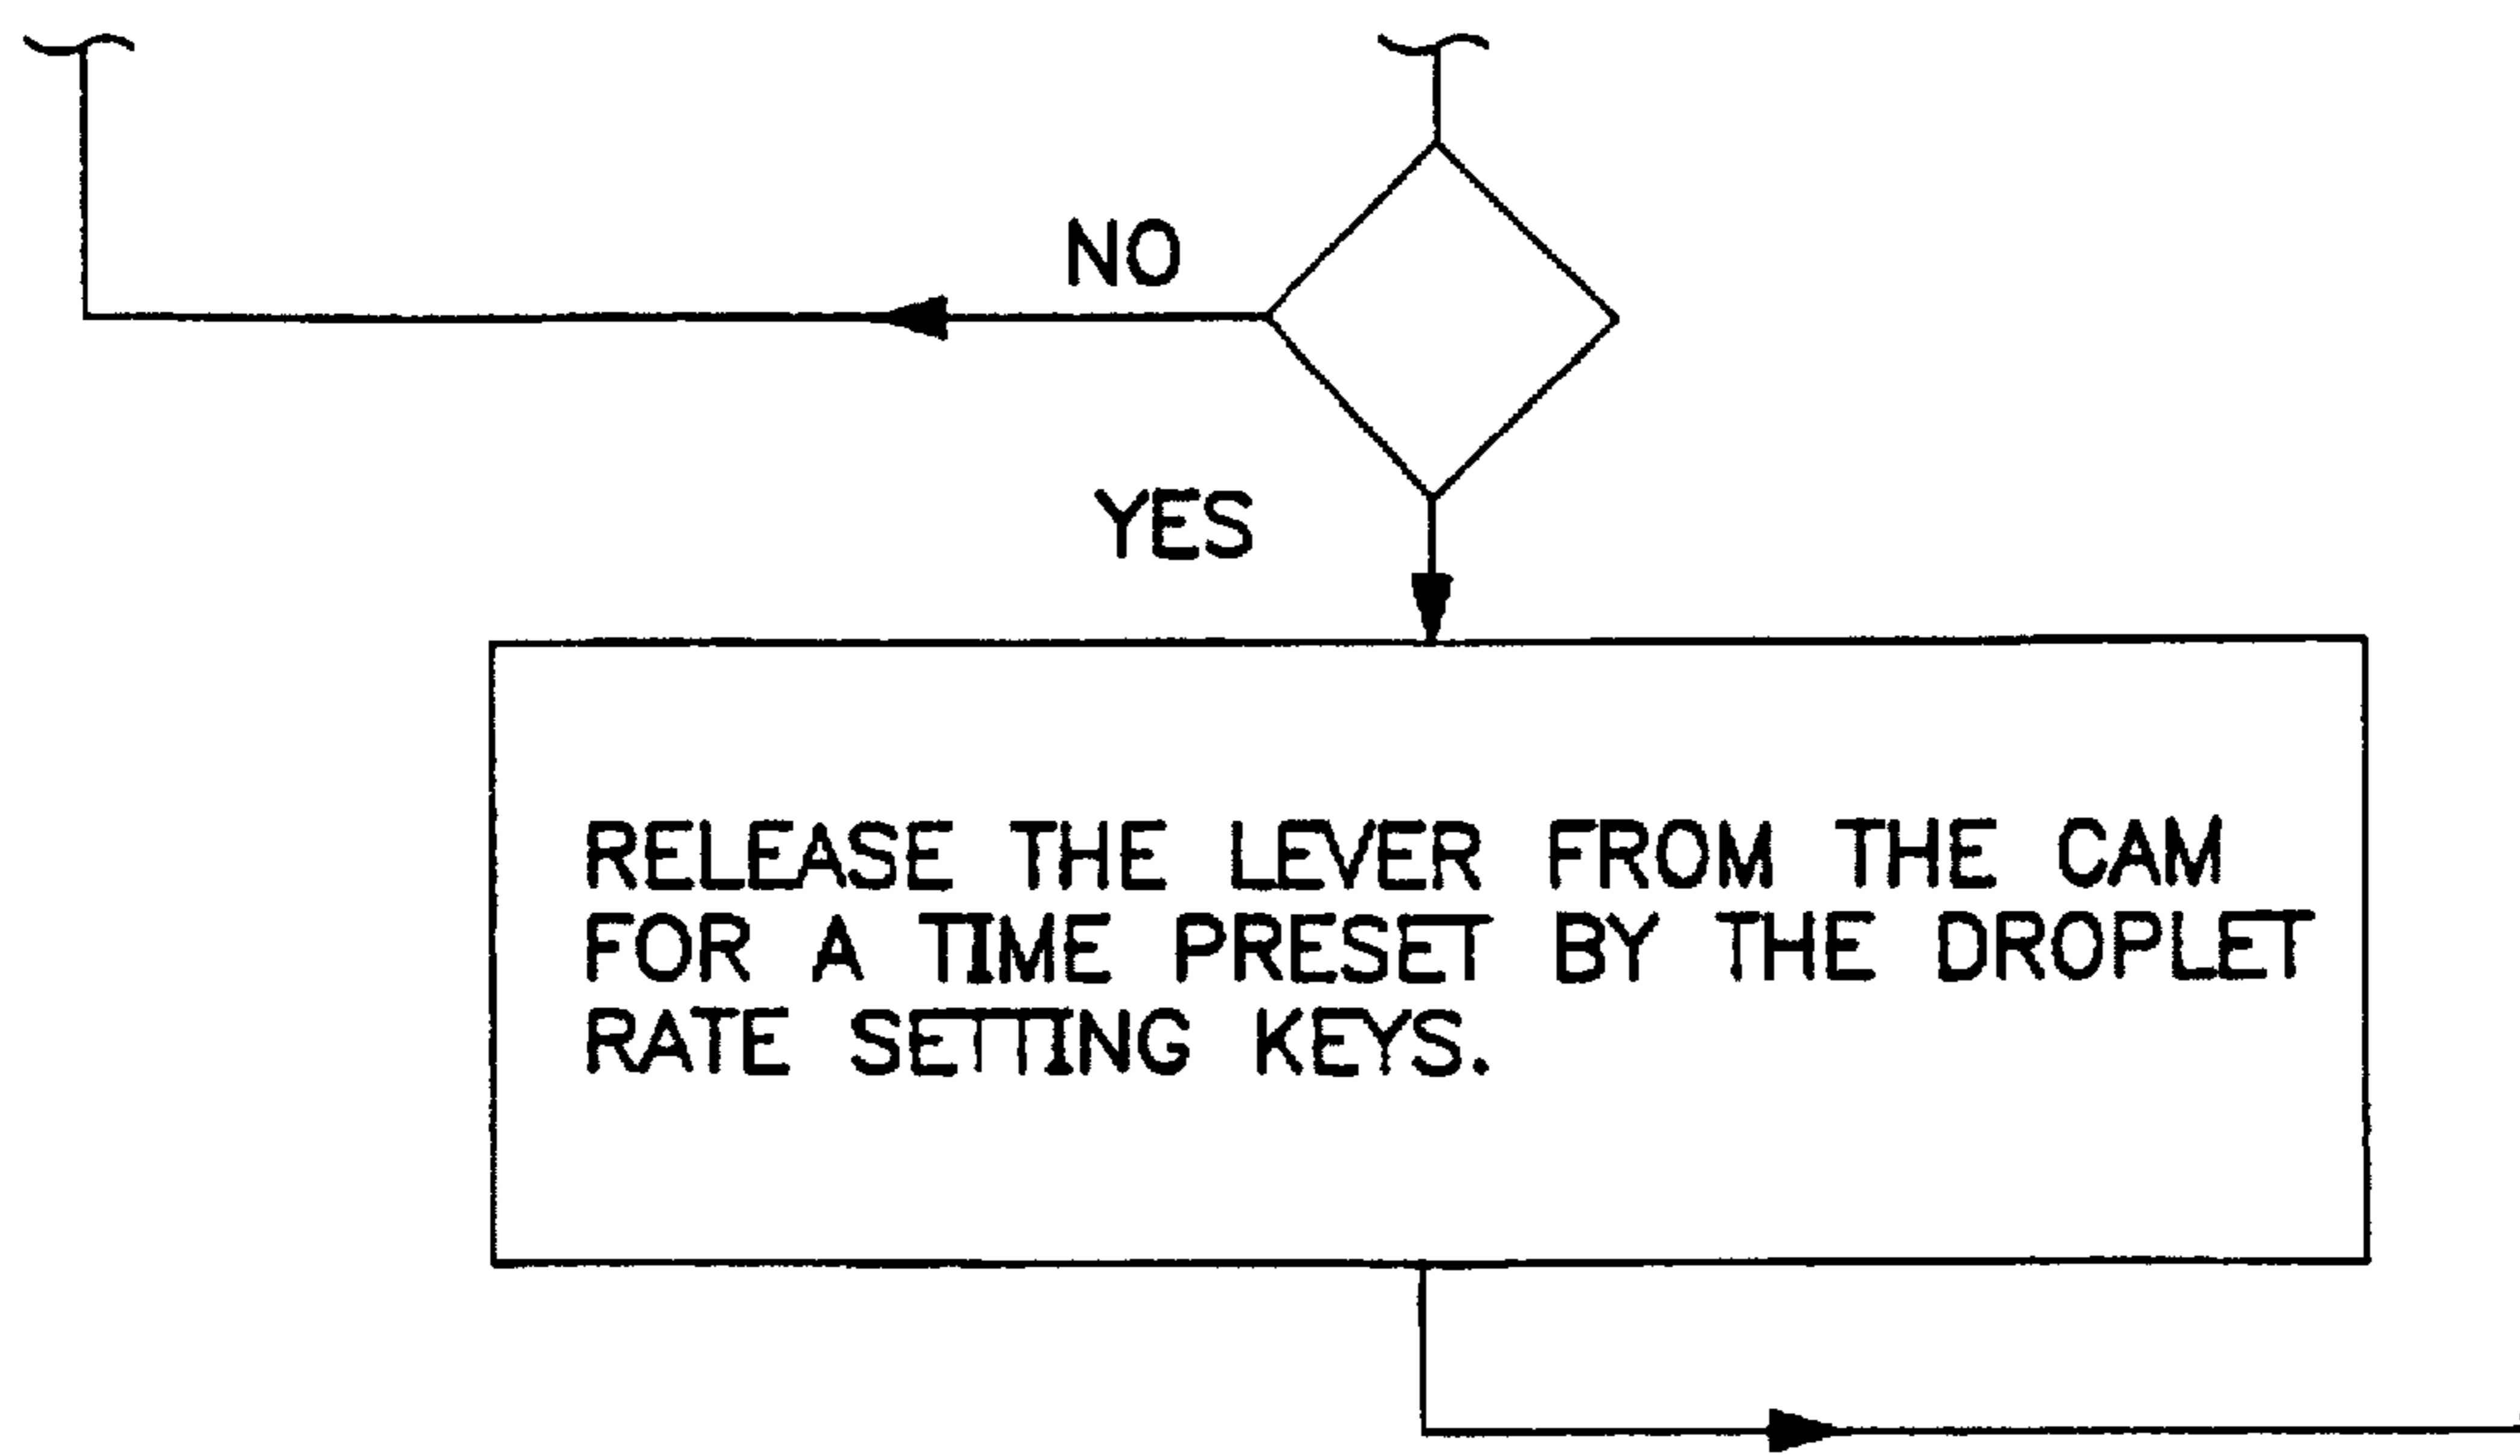 NO
YES
RELEASE THE LEVER FROM THE CAM
FOR A TIME PRESET BY THE DROPLET
RATE SETTING KEYS.